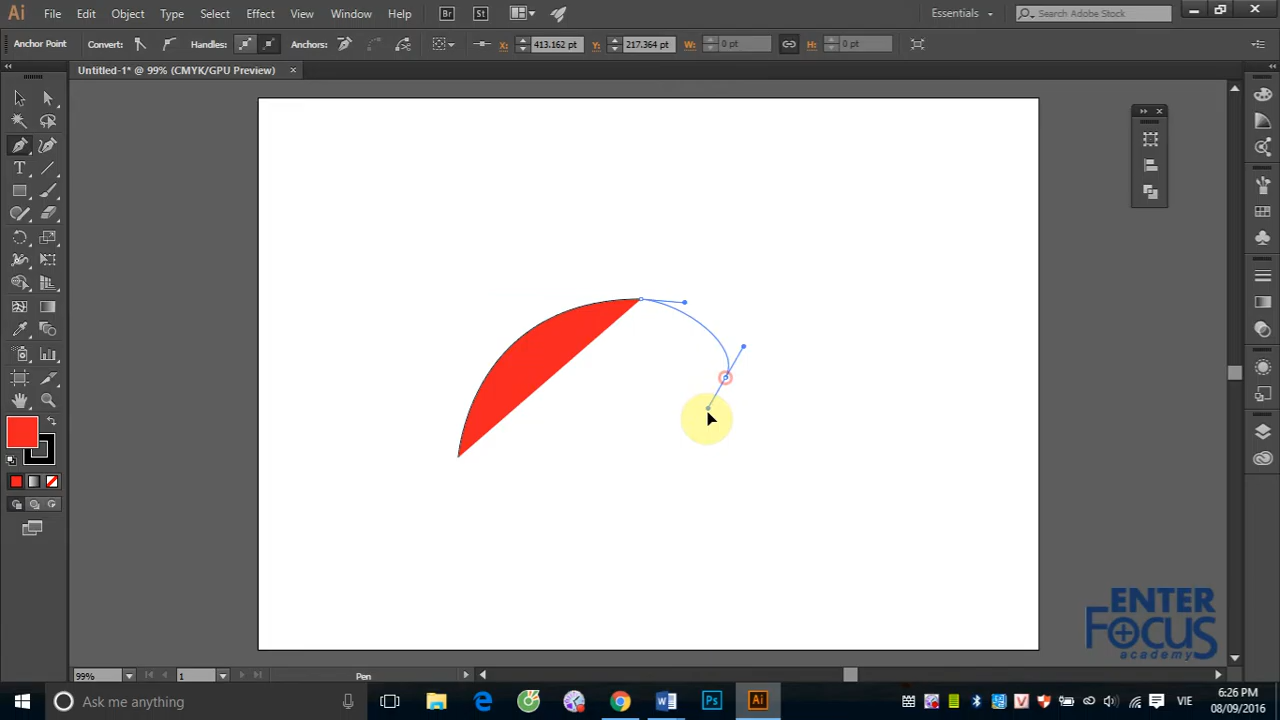 Ai File Edit Object Type Select Effect View Window Help Br St Essentials Search Adobe Stock
Anchor Point Convert: Handles: Anchors: X: 413.162 pt Y: 217.364 pt W: 0 pt H: 0 pt
Untitled-1* @ 99% (CMYK/GPU Preview)
ENTER
FOCUS
academy
99% 1 Pen
Ask me anything Ps Ai VIE 6:26 PM
08/09/2016